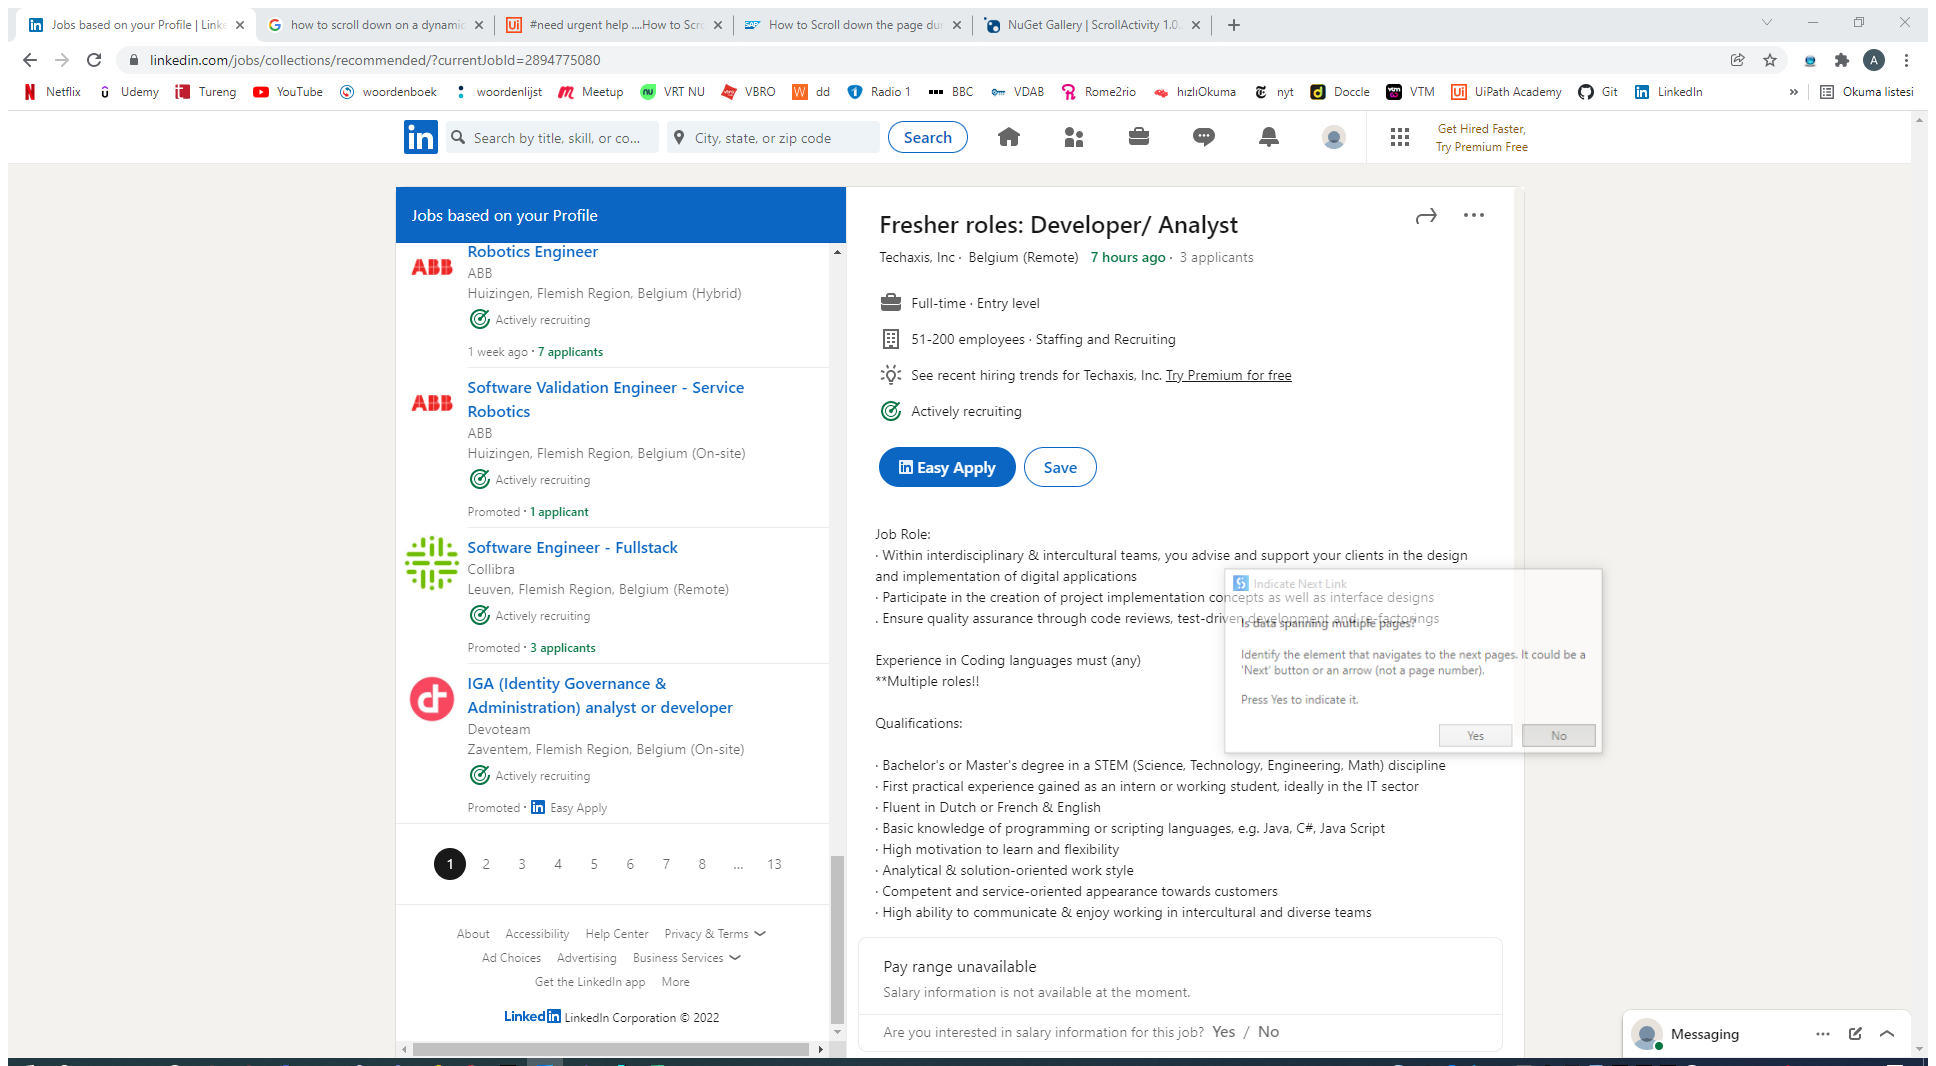 Jobs based on your Profile | Linke
how to scroll down on a dynamic
#need urgent help ....How to Scro
How to Scroll down the page dur
NuGet Gallery | ScrollActivity 1.0.
linkedin.com/jobs/collections/recommended/?currentJobId=2894775080
A
Netflix
Udemy
Tureng
YouTube
woordenboek
woordenlijst
Meetup
VRT NU
VBRO
dd
Radio 1
BBC
VDAB
Rome2rio
hızlıOkuma
nyt
Doccle
VTM
UiPath Academy
Git
LinkedIn
»
Okuma listesi
in
Search by title, skill, or co...
City, state, or zip code
Search
Get Hired Faster,
Try Premium Free
Jobs based on your Profile
Robotics Engineer
ABB
ABB
Huizingen, Flemish Region, Belgium (Hybrid)
Actively recruiting
1 week ago · 7 applicants
Software Validation Engineer - Service
Robotics
ABB
ABB
Huizingen, Flemish Region, Belgium (On-site)
Actively recruiting
Promoted · 1 applicant
Software Engineer - Fullstack
Collibra
Leuven, Flemish Region, Belgium (Remote)
Actively recruiting
Promoted · 3 applicants
IGA (Identity Governance &
Administration) analyst or developer
Devoteam
Zaventem, Flemish Region, Belgium (On-site)
Actively recruiting
Promoted · in Easy Apply
1 2 3 4 5 6 7 8 ... 13
About Accessibility Help Center Privacy & Terms
Ad Choices Advertising Business Services
Get the LinkedIn app More
LinkedIn LinkedIn Corporation © 2022
Fresher roles: Developer/ Analyst
Techaxis, Inc · Belgium (Remote) 7 hours ago · 3 applicants
Full-time · Entry level
51-200 employees · Staffing and Recruiting
See recent hiring trends for Techaxis, Inc. Try Premium for free
Actively recruiting
in Easy Apply
Save
Job Role:
· Within interdisciplinary & intercultural teams, you advise and support your clients in the design
and implementation of digital applications
· Participate in the creation of project implementation concepts as well as interface designs
. Ensure quality assurance through code reviews, test-driven development and re-factorings
Experience in Coding languages must (any)
**Multiple roles!!
Qualifications:
· Bachelor's or Master's degree in a STEM (Science, Technology, Engineering, Math) discipline
· First practical experience gained as an intern or working student, ideally in the IT sector
· Fluent in Dutch or French & English
· Basic knowledge of programming or scripting languages, e.g. Java, C#, Java Script
· High motivation to learn and flexibility
· Analytical & solution-oriented work style
· Competent and service-oriented appearance towards customers
· High ability to communicate & enjoy working in intercultural and diverse teams
Indicate Next Link
Is data spanning multiple pages?
Identify the element that navigates to the next pages. It could be a
'Next' button or an arrow (not a page number).
Press Yes to indicate it.
Yes
No
Pay range unavailable
Salary information is not available at the moment.
Are you interested in salary information for this job? Yes / No
Messaging